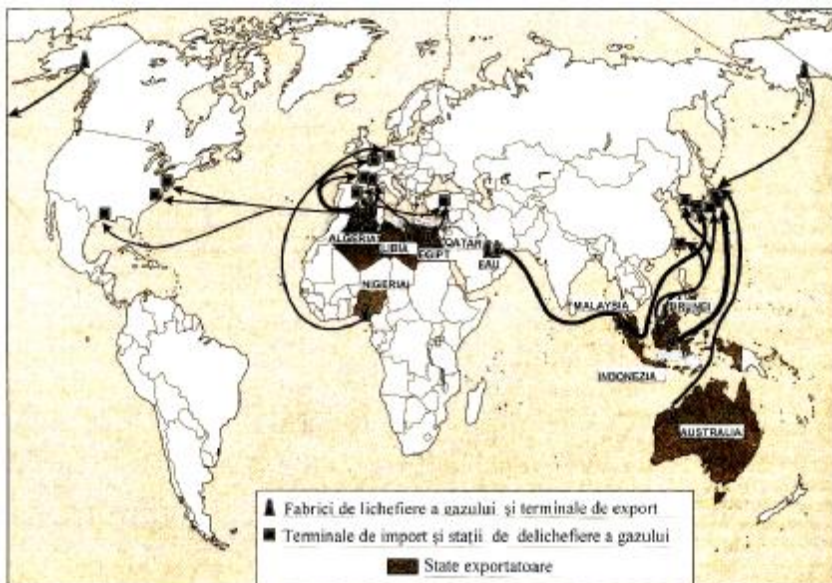 ALGERIA
LIBIA
EGIPT
QATAR
EAU
NIGERIA
MALAYSIA
BRUNEI
INDONEZIA
AUSTRALIA
Fabrici de lichefiere a gazului și terminale de export
Terminale de import și stații de delichefiere a gazului
State exportatoare